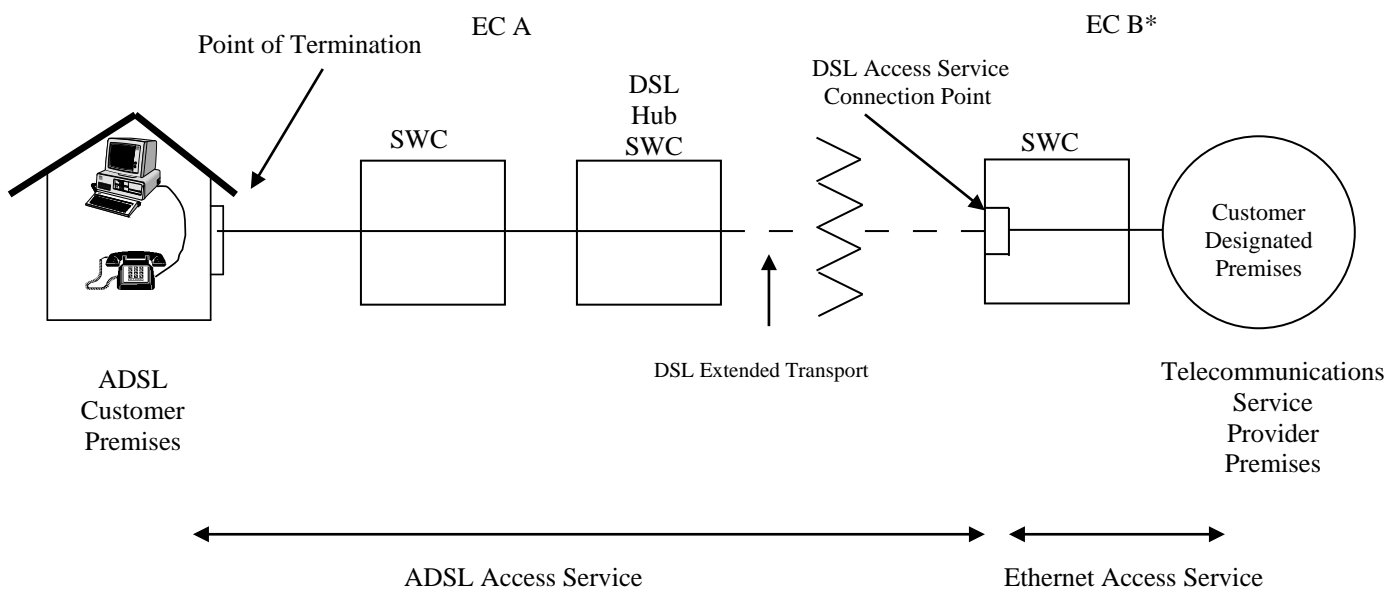 EC A
EC B*
Point of Termination
DSL Access Service
Connection Point
DSL
Hub
SWC
SWC
SWC
Customer
Designated
Premises
DSL Extended Transport
ADSL
Customer
Premises
Telecommunications
Service
Provider
Premises
ADSL Access Service
Ethernet Access Service